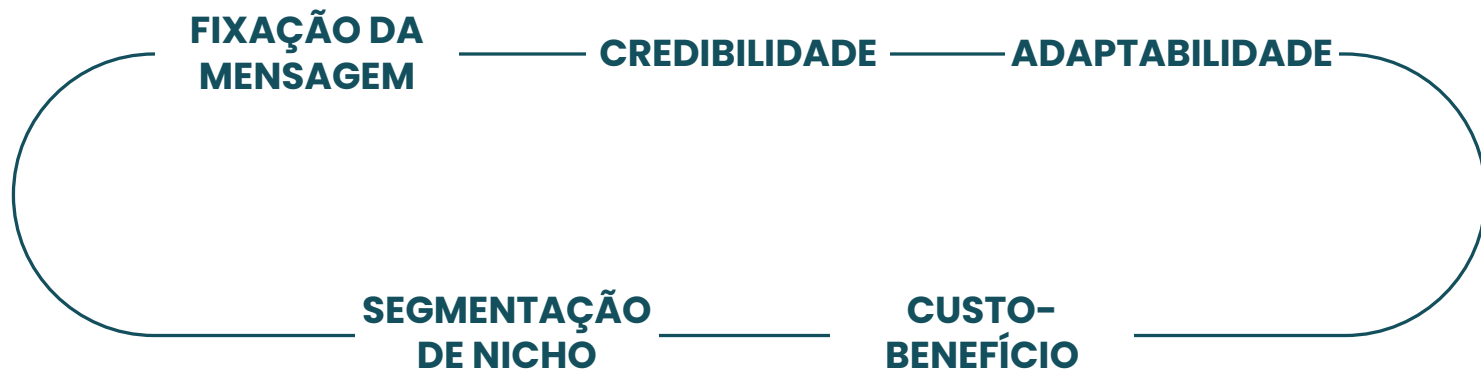 FIXAÇÃO DA
MENSAGEM
CREDIBILIDADE
ADAPTABILIDADE
SEGMENTAÇÃO
DE NICHO
CUSTO-
BENEFÍCIO